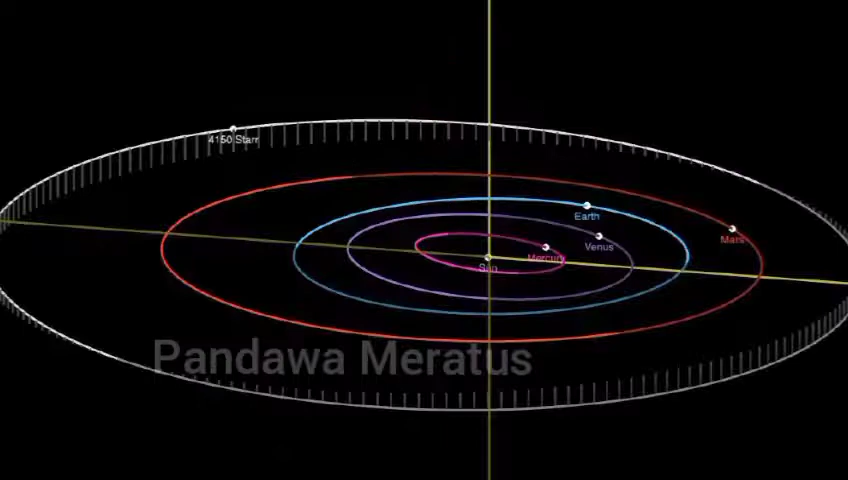 4150 Starr
Earth
Mars
Venus
Mercury
Sun
Pandawa Meratus